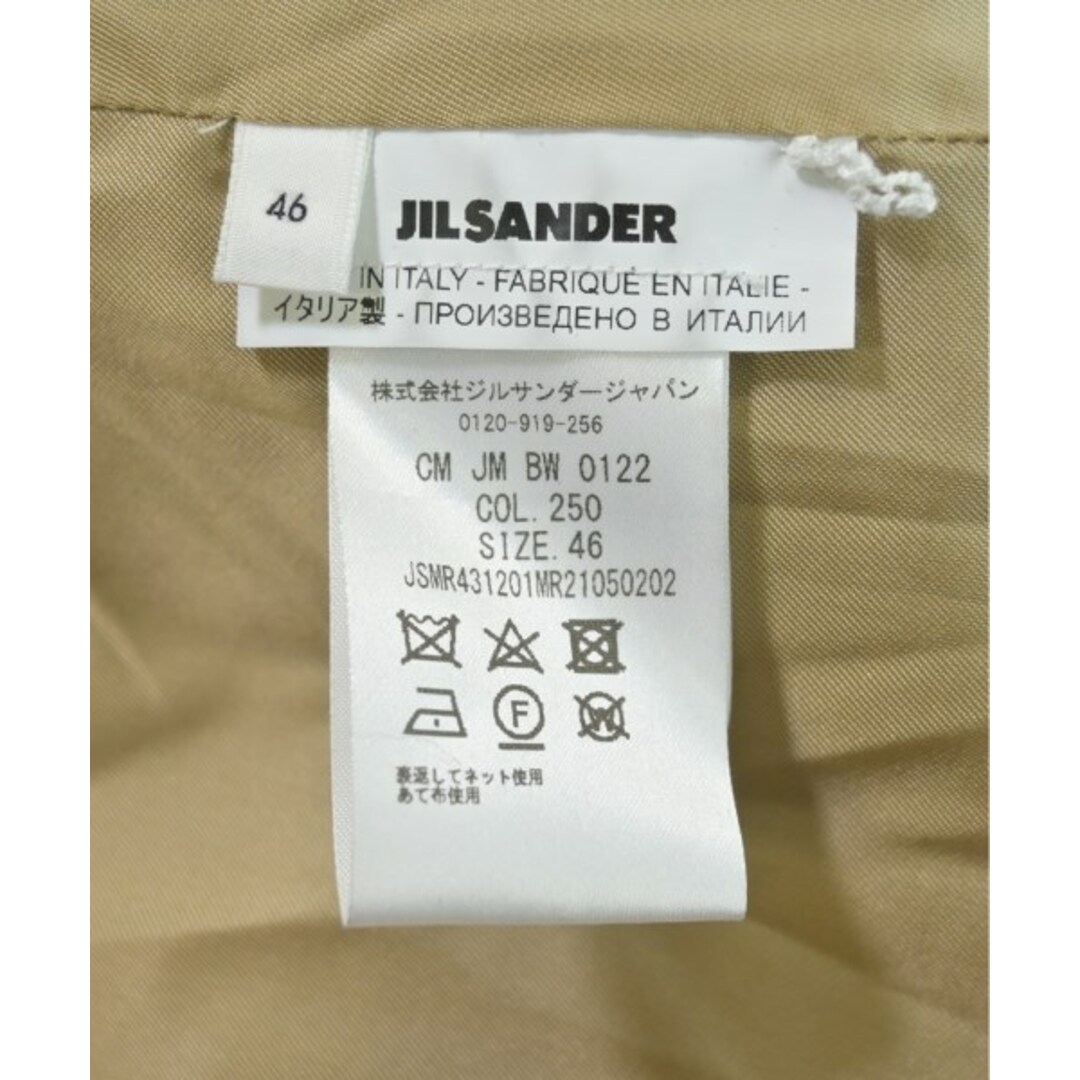 46
JIL SANDER
IN ITALY - FABRIQUÉ EN ITALIE -
イタリア製 - ПРОИЗВЕДЕНО В ИТАЛИИ
株式会社ジルサンダージャパン
0120-919-256
CM JM BW 0122
COL. 250
SIZE. 46
JSMR431201MR21050202
F
W
裏返してネット使用
あて布使用